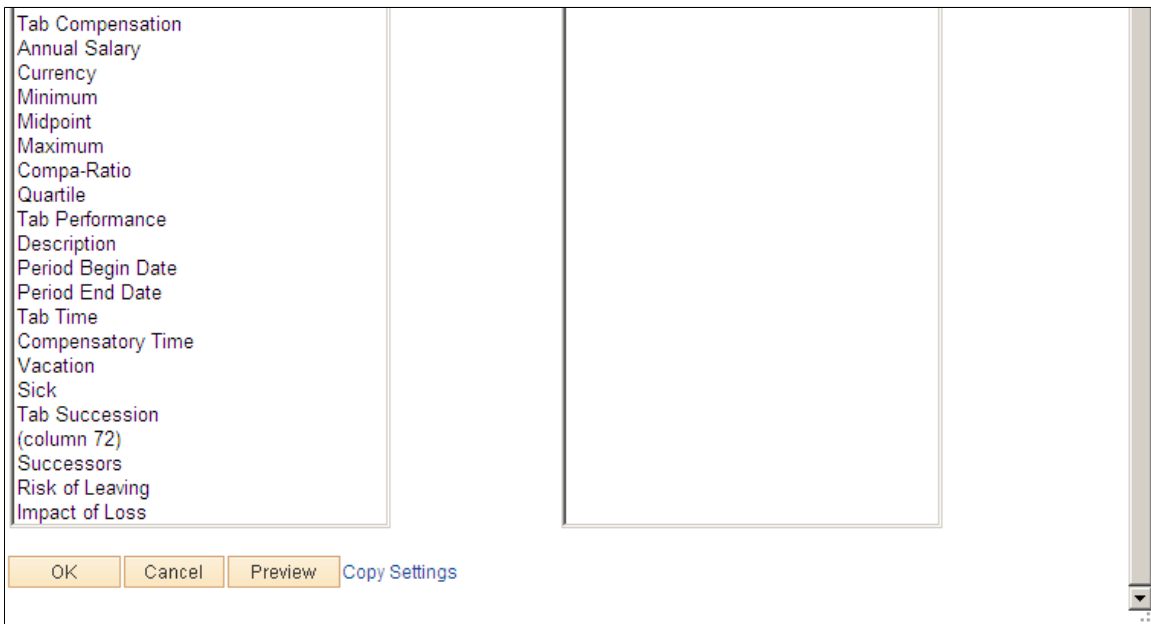 Tab Compensation
Annual Salary
Currency
Minimum
Midpoint
Maximum
Compa-Ratio
Quartile
Tab Performance
Description
Period Begin Date
Period End Date
Tab Time
Compensatory Time
Vacation
Sick
Tab Succession
(column 72)
Successors
Risk of Leaving
Impact of Loss
OK Cancel Preview Copy Settings